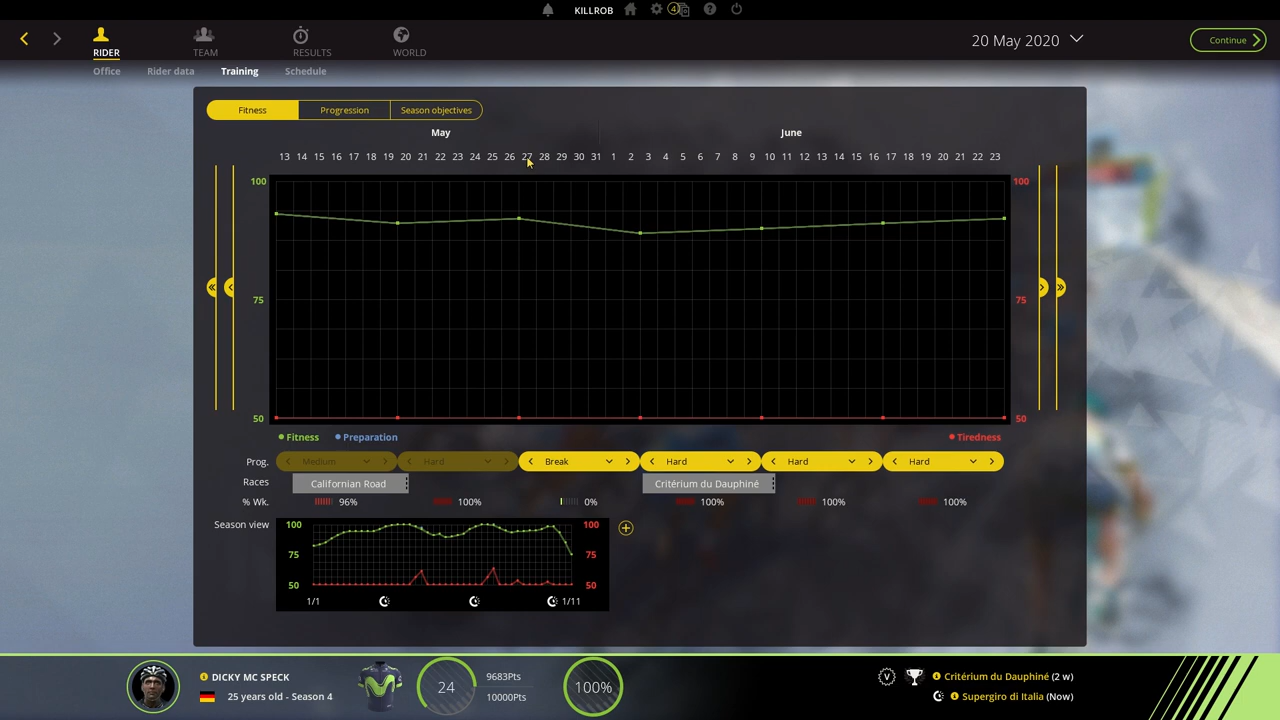 KILLROB 4
RIDER TEAM RESULTS WORLD 20 May 2020 Continue
Office Rider data Training Schedule
Fitness Progression Season objectives
May June
13 14 15 16 17 18 19 20 21 22 23 24 25 26 27 28 29 30 31 1 2 3 4 5 6 7 8 9 10 11 12 13 14 15 16 17 18 19 20 21 22 23
100 100
75 75
50 50
Fitness Preparation Tiredness
Prog. Medium Hard Break Hard Hard Hard
Races Californian Road Critérium du Dauphiné
% Wk. 96% 100% 0% 100% 100% 100%
Season view 100 100
75 75
50 50
1/1 1/11
DICKY MC SPECK
25 years old - Season 4
24
9683Pts
10000Pts
100%
V Critérium du Dauphiné (2 w)
Supergiro di Italia (Now)